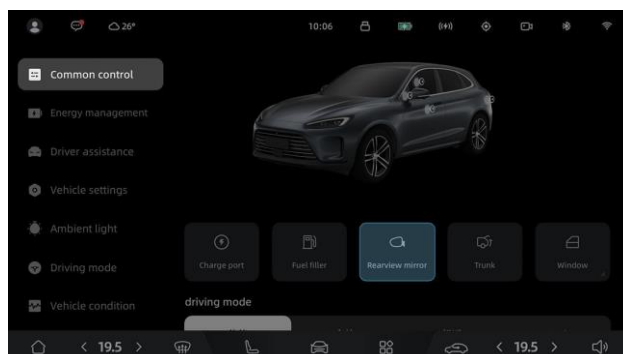 26°
10:06
Common control
Energy management
Driver assistance
Vehicle settings
Ambient light
Driving mode
Vehicle condition
Charge port
Fuel filler
Rearview mirror
Trunk
Window
driving mode
< 19.5 >
< 19.5 >